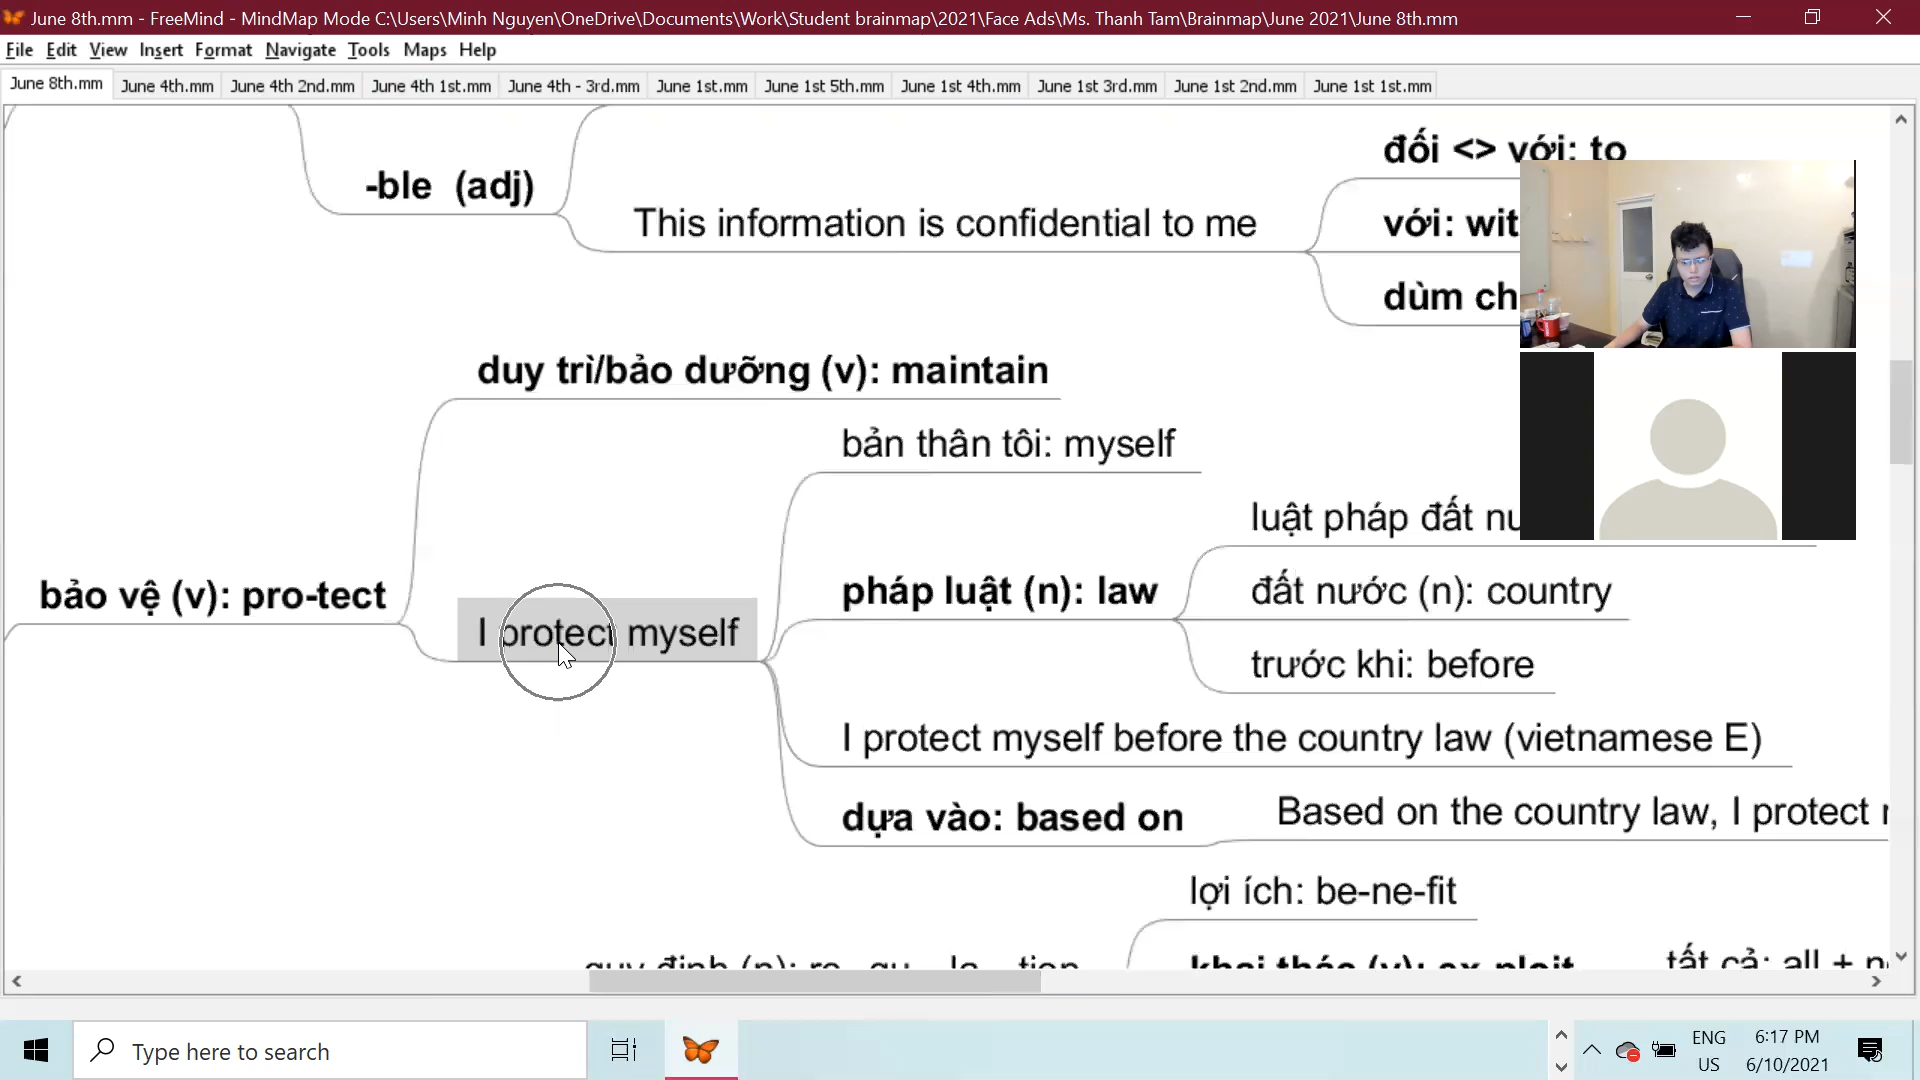 June 8th.mm - FreeMind - MindMap Mode C:\Users\Minh Nguyen\OneDrive\Documents\Work\Student brainmap\2021\Face Ads\Ms. Thanh Tam\Brainmap\June 2021\June 8th.mm
File Edit View Insert Format Navigate Tools Maps Help
June 8th.mm June 4th.mm June 4th 2nd.mm June 4th 1st.mm June 4th - 3rd.mm June 1st.mm June 1st 5th.mm June 1st 4th.mm June 1st 3rd.mm June 1st 2nd.mm June 1st 1st.mm
đối <> với: to
-ble (adj)
This information is confidential to me
với: wit
dùm ch
duy trì/bảo dưỡng (v): maintain
bản thân tôi: myself
luật pháp đất nư
bảo vệ (v): pro-tect
pháp luật (n): law
đất nước (n): country
I protect myself
trước khi: before
I protect myself before the country law (vietnamese E)
dựa vào: based on
Based on the country law, I protect
lợi ích: be-ne-fit
khai thác (v): ex-ploit
tất cả: all +
Type here to search
ENG
US
6:17 PM
6/10/2021